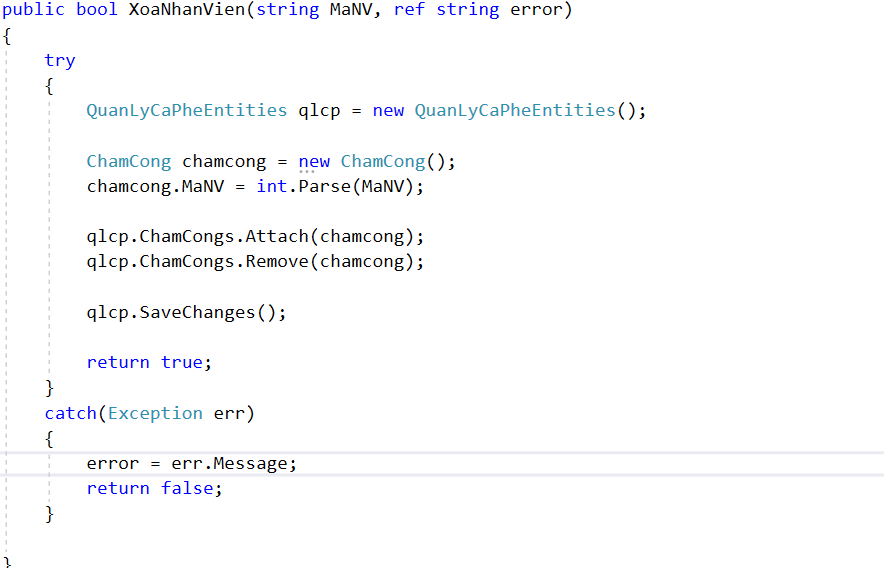 public bool XoaNhanVien(string MaNV, ref string error)
{
try
{
QuanLyCaPheEntities qlcp = new QuanLyCaPheEntities();
ChamCong chamcong = new ChamCong();
chamcong.MaNV = int.Parse(MaNV);
qlcp.ChamCongs.Attach(chamcong);
qlcp.ChamCongs.Remove(chamcong);
qlcp.SaveChanges();
return true;
}
catch(Exception err)
{
error = err.Message;
return false;
}
}